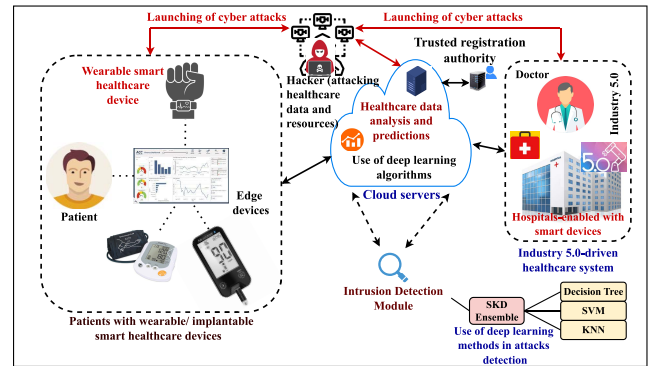 Launching of cyber attacks
Launching of cyber attacks
Wearable smart
healthcare
device
Hacker (attacking
healthcare
data and
resources)
Trusted registration
authority
Doctor
Industry 5.0
Healthcare data
analysis and
predictions
Use of deep learning
algorithms
Cloud servers
5.0
Patient
Edge
devices
90
Hospitals enabled with
smart devices
Industry 5.0-driven
healthcare system
Intrusion Detection
Module
SKD
Ensemble
Decision Tree
SVM
KNN
Use of deep learning
methods in attacks
detection
Patients with wearable/ implantable
smart healthcare devices